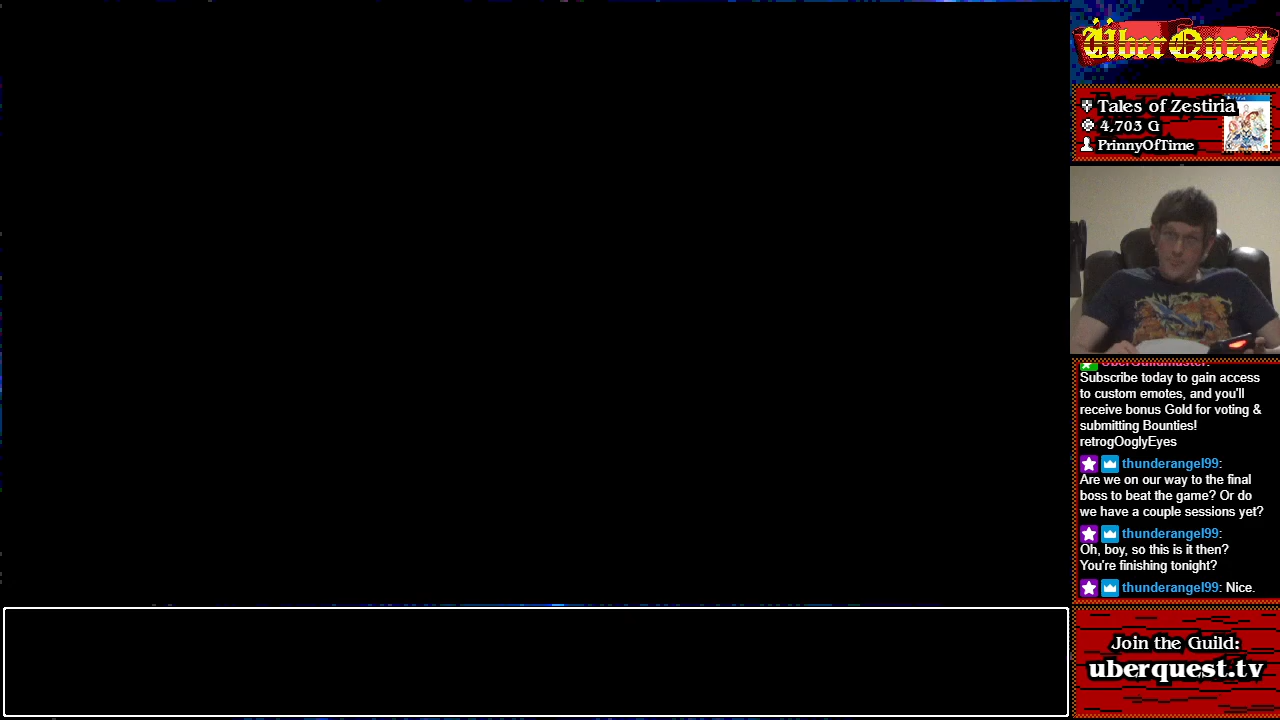 ÜberQuest
Tales of Zestiria
4,703 G
PrinnyOfTime
UberGuildmaster:
Subscribe today to gain access
to custom emotes, and you'll
receive bonus Gold for voting &
submitting Bounties!
retrogOoglyEyes
thunderangel99:
Are we on our way to the final
boss to beat the game? Or do
we have a couple sessions yet?
thunderangel99:
Oh, boy, so this is it then?
You're finishing tonight?
thunderangel99: Nice.
Join the Guild:
uberquest.tv